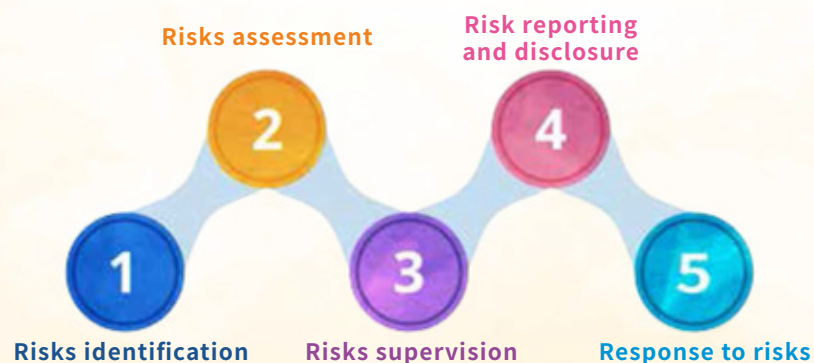 Risks assessment
Risk reporting
and disclosure
2
4
1
3
5
Risks identification
Risks supervision
Response to risks